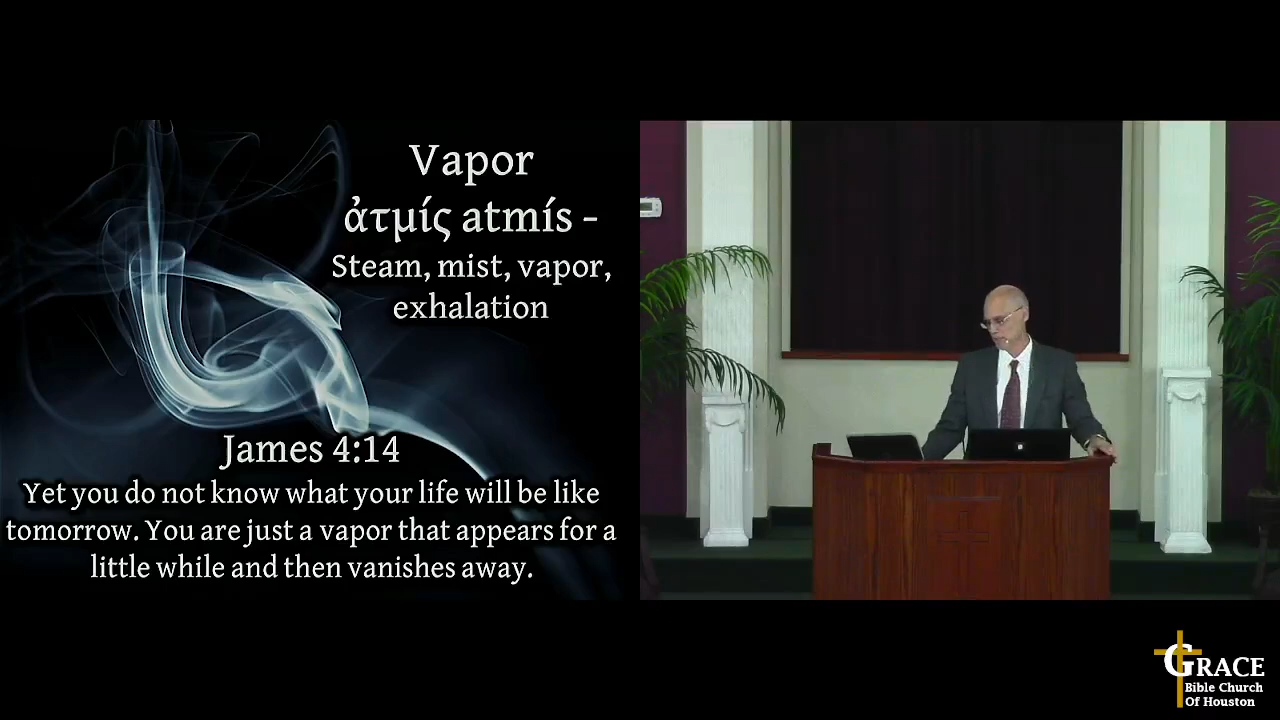 Vapor
ἀτμίς atmís -
Steam, mist, vapor,
exhalation
James 4:14
Yet you do not know what your life will be like
tomorrow. You are just a vapor that appears for a
little while and then vanishes away.
GRACE
Bible Church
Of Houston